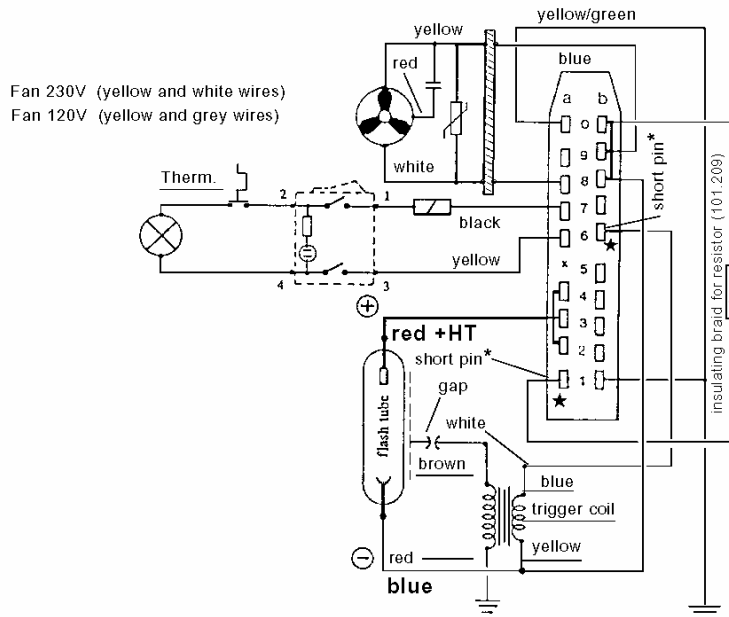 yellow/green
yellow
blue
red
a b
Fan 230V (yellow and white wires)
Fan 120V (yellow and grey wires)
0
9
short pin*
white
8
Therm.
2
1
7
black
6
★
yellow
4
3
x 5
+
4
red +HT
3
2
short pin*
1
gap
★
insulating braid for resistor (101.209)
flash tube
white
brown
blue
trigger coil
yellow
−
red
blue